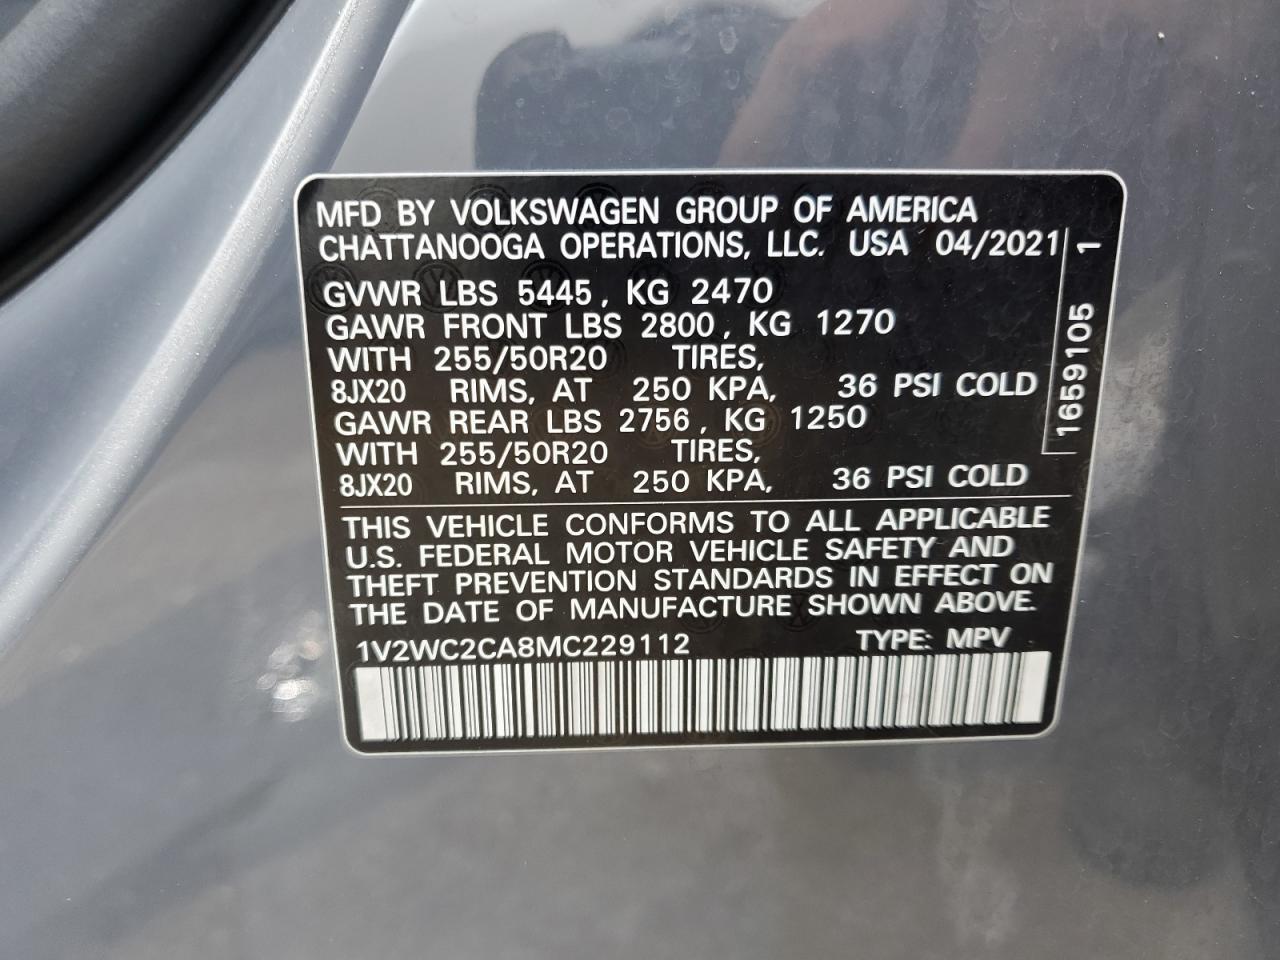 MFD BY VOLKSWAGEN GROUP OF AMERICA
CHATTANOOGA OPERATIONS, LLC. USA 04/2021
GVWR LBS 5445, KG 2470
GAWR FRONT LBS 2800, KG 1270
WITH 255/50R20 TIRES,
8JX20 RIMS, AT 250 KPA, 36 PSI COLD
GAWR REAR LBS 2756, KG 1250
WITH 255/50R20 TIRES,
8JX20 RIMS, AT 250 KPA, 36 PSI COLD
THIS VEHICLE CONFORMS TO ALL APPLICABLE
U.S. FEDERAL MOTOR VEHICLE SAFETY AND
THEFT PREVENTION STANDARDS IN EFFECT ON
THE DATE OF MANUFACTURE SHOWN ABOVE.
1V2WC2CA8MC229112 TYPE: MPV
1659105 1